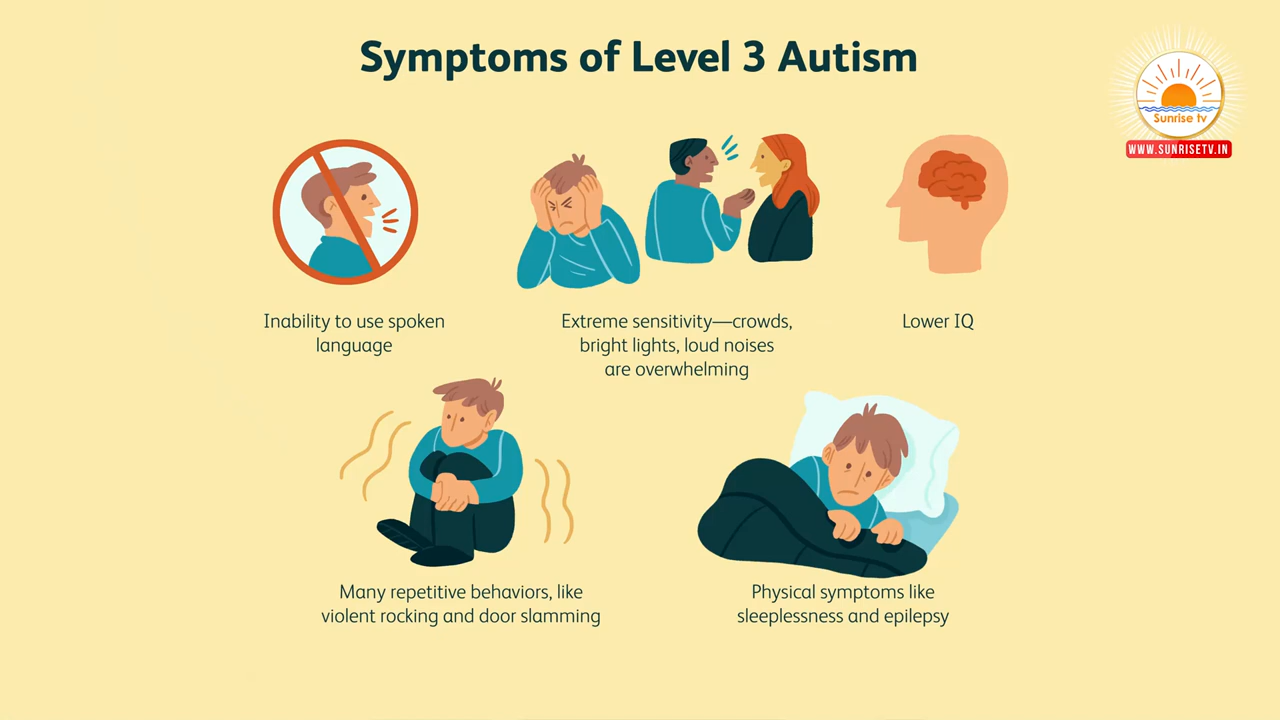 Symptoms of Level 3 Autism
Sunrise tv
WWW.SUNRISETV.IN
Inability to use spoken
language
Extreme sensitivity—crowds,
bright lights, loud noises
are overwhelming
Lower IQ
Many repetitive behaviors, like
violent rocking and door slamming
Physical symptoms like
sleeplessness and epilepsy